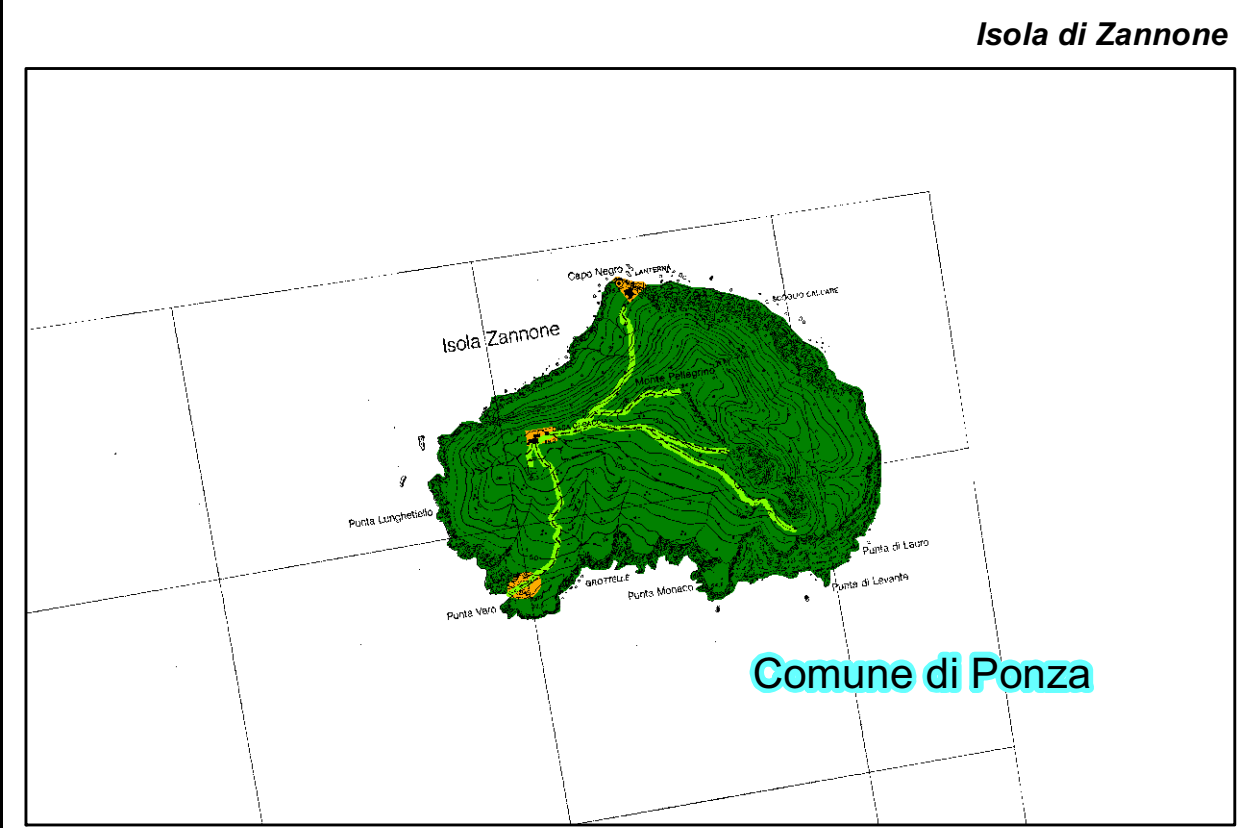 Isola di Zannone
Capo Negro
LANTERNA
SCOGLIO CALCARE
Isola Zannone
Monte Pellegrino
Punta Lunghetiello
Punta di Lauro
GROTTELLE
Punta di Levante
Punta Monaco
Punta Varo
Comune di Ponza